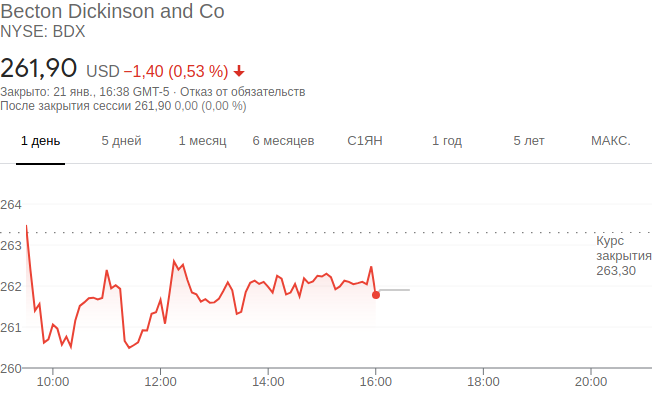 Becton Dickinson and Co
NYSE: BDX
261,90 USD −1,40 (0,53 %)
Закрыто: 21 янв., 16:38 GMT-5 · Отказ от обязательств
После закрытия сессии 261,90 0,00 (0,00 %)
1 день 5 дней 1 месяц 6 месяцев С1ЯН 1 год 5 лет МАКС.
264
263
262
261
260
Курс
закрытия
263,30
10:00 12:00 14:00 16:00 18:00 20:00